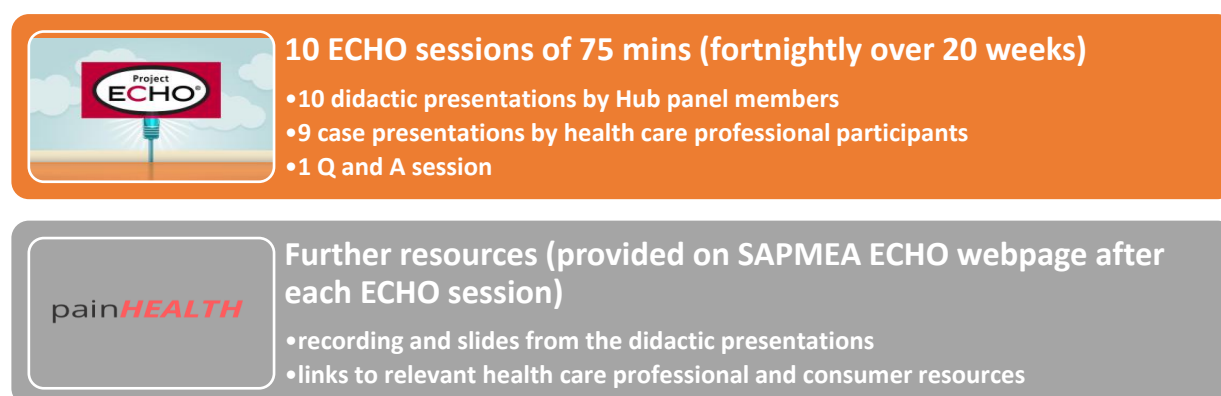 Project
ECHO®
10 ECHO sessions of 75 mins (fortnightly over 20 weeks)
•10 didactic presentations by Hub panel members
•9 case presentations by health care professional participants
•1 Q and A session
painHEALTH
Further resources (provided on SAPMEA ECHO webpage after
each ECHO session)
•recording and slides from the didactic presentations
•links to relevant health care professional and consumer resources